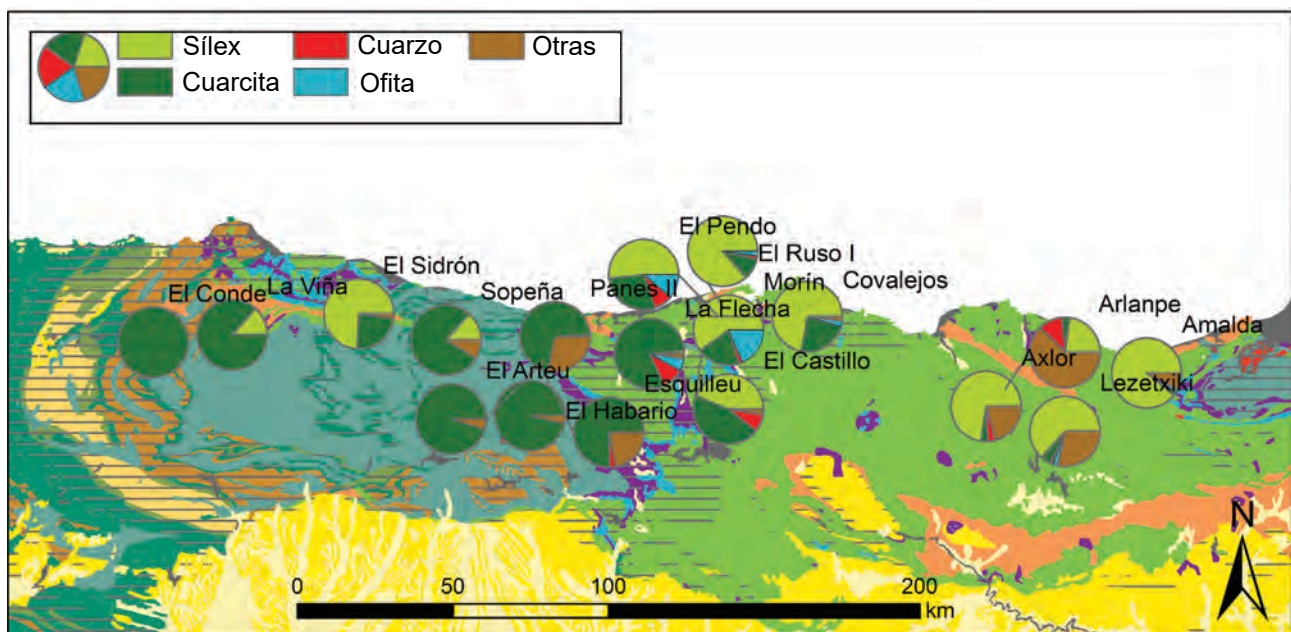 Sílex
Cuarzo
Otras
Cuarcita
Ofita
El Pendo
El Ruso I
El Sidrón
Covalejos
El Conde
La Viña
Sopeña
Panes II
Morín
La Flecha
Arlanpe
Amalda
El Arteu
El Castillo
Axlor
Esquilleu
Lezetxiki
El Habario
N
0
50
100
200
km